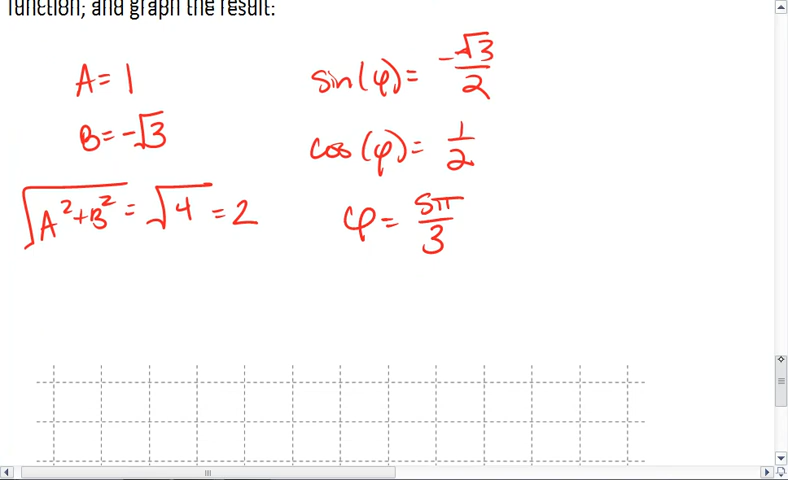 function, and graph the result:
A = 1
B = -√3
√(A² + B²) = √4 = 2
sin(φ) = -√3/2
cos(φ) = 1/2
φ = 5π/3